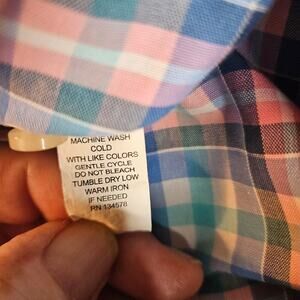 MACHINE WASH
COLD
WITH LIKE COLORS
GENTLE CYCLE
DO NOT BLEACH
TUMBLE DRY LOW
WARM IRON
IF NEEDED
RN 134578